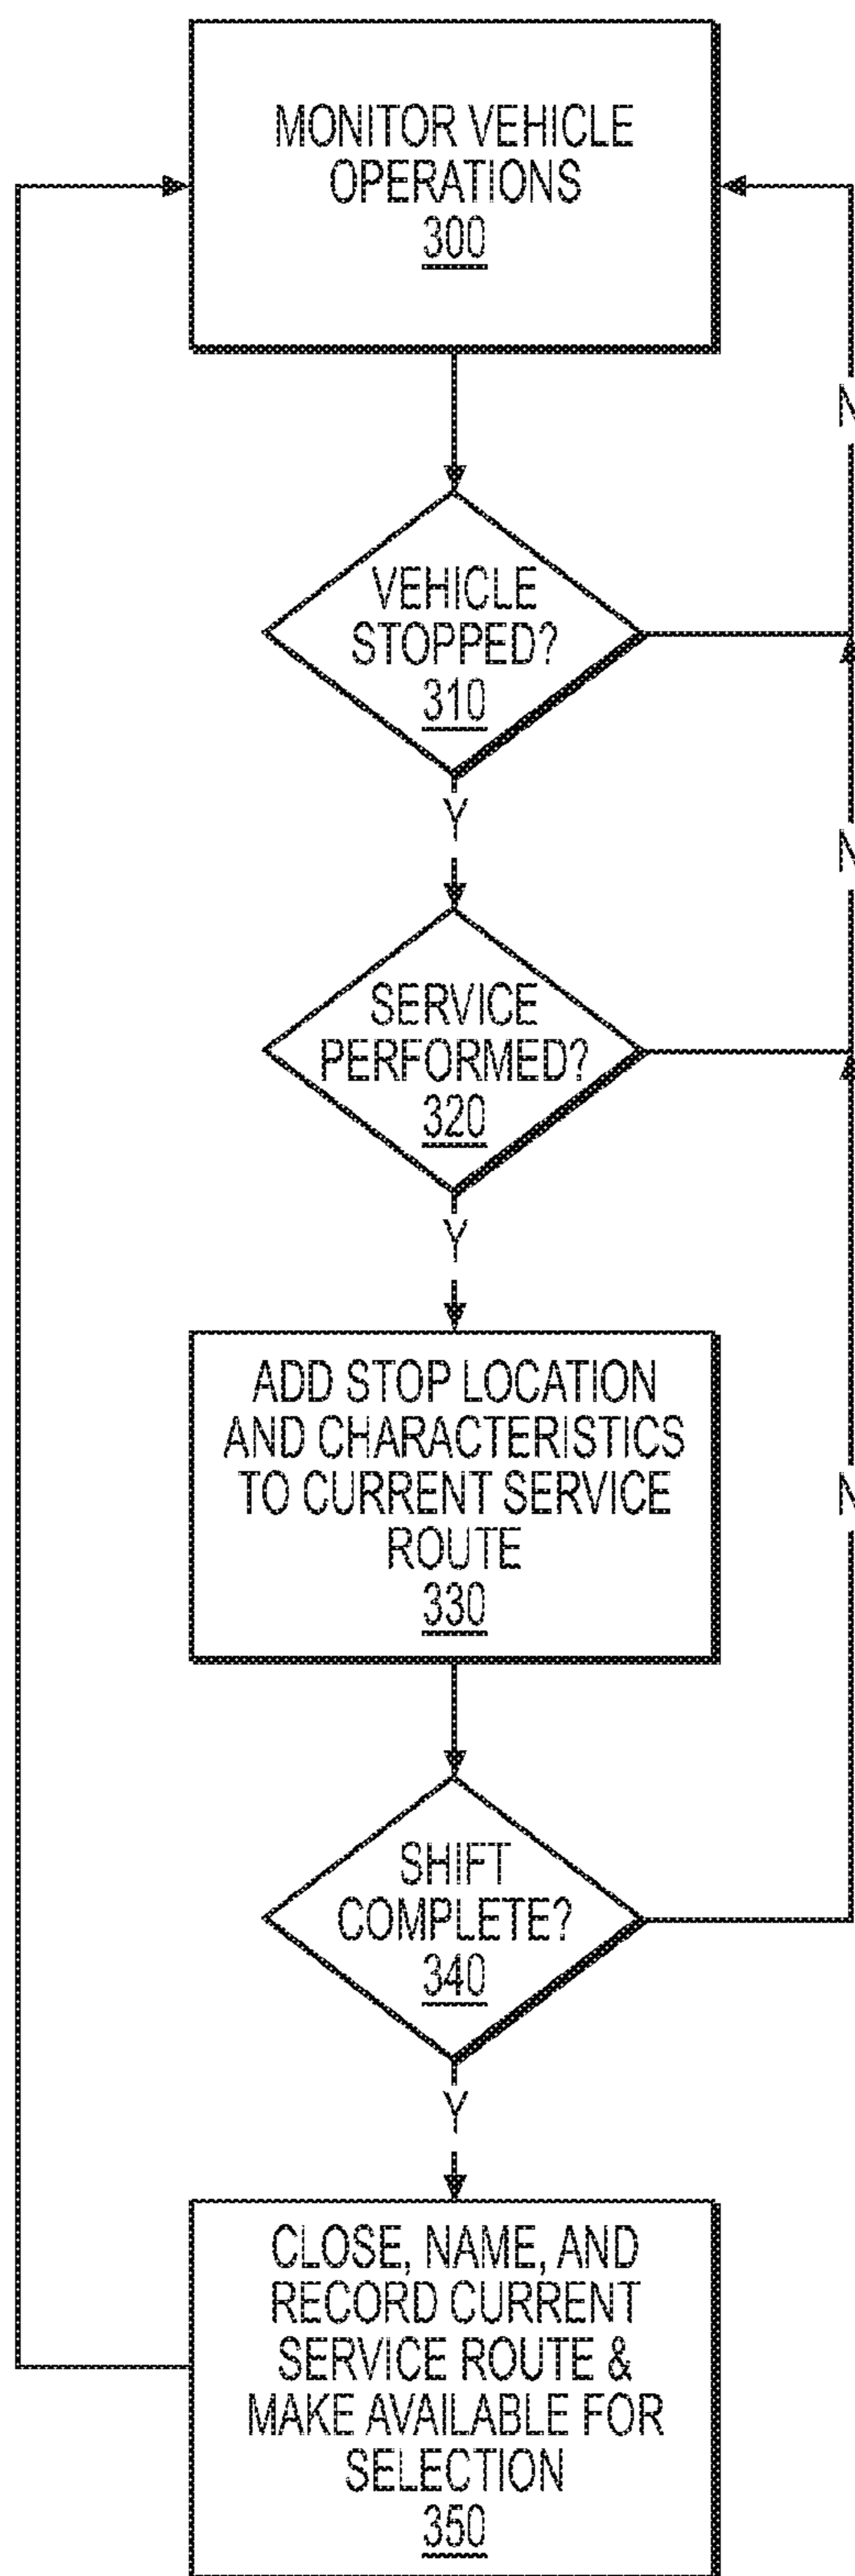 MONITOR VEHICLE
OPERATIONS
300
VEHICLE
STOPPED?
310
Y
SERVICE
PERFORMED?
320
Y
ADD STOP LOCATION
AND CHARACTERISTICS
TO CURRENT SERVICE
ROUTE
330
SHIFT
COMPLETE?
340
Y
CLOSE, NAME, AND
RECORD CURRENT
SERVICE ROUTE &
MAKE AVAILABLE FOR
SELECTION
350